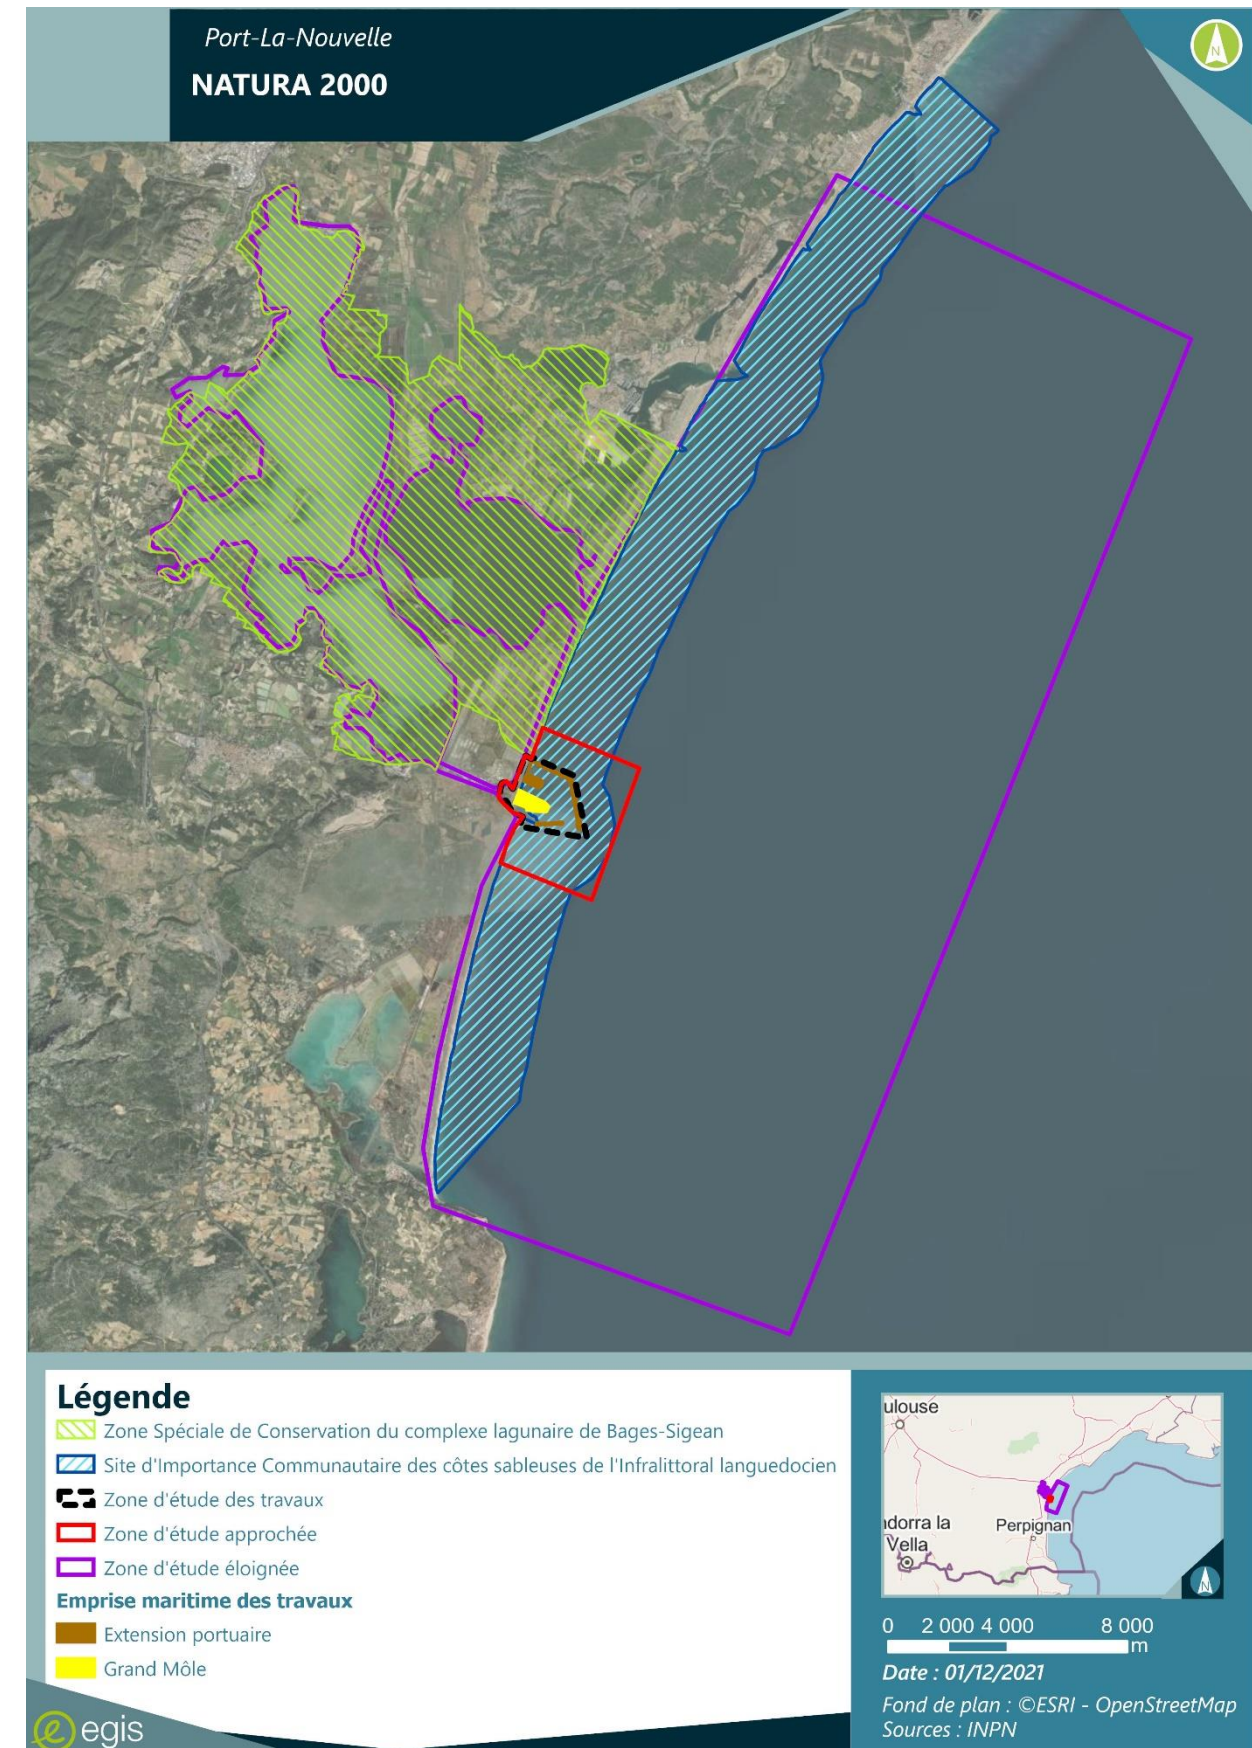 Port-La-Nouvelle
NATURA 2000
N
Légende
Zone Spéciale de Conservation du complexe lagunaire de Bages-Sigean
Site d'Importance Communautaire des côtes sableuses de l'Infralittoral languedocien
Zone d'étude des travaux
Zone d'étude approchée
Zone d'étude éloignée
Emprise maritime des travaux
Extension portuaire
Grand Môle
egis
ulouse
ndorra la
Vella
Perpignan
N
0 2 000 4 000 8 000
m
Date : 01/12/2021
Fond de plan : ©ESRI - OpenStreetMap
Sources : INPN